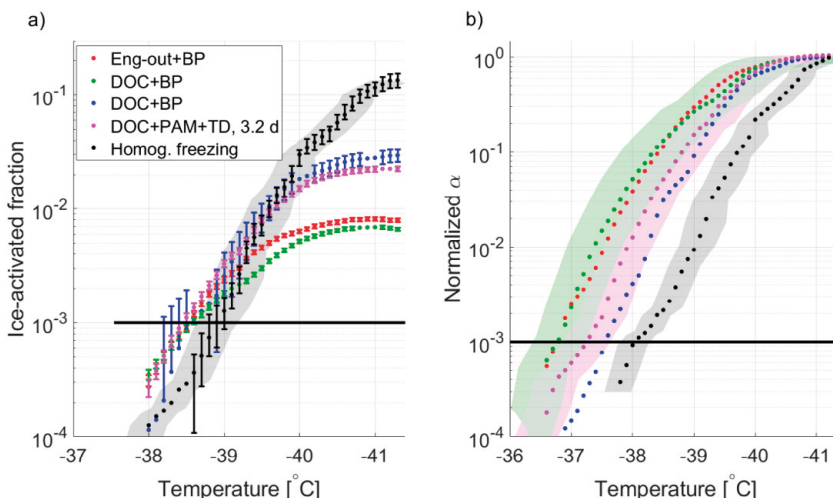 a)
Eng-out+BP
DOC+BP
DOC+BP
DOC+PAM+TD, 3.2 d
Homog. freezing
Ice-activated fraction
10⁻¹
10⁻²
10⁻³
10⁻⁴
-37 -38 -39 -40 -41
Temperature [°C]
b)
Normalized α
10⁰
10⁻¹
10⁻²
10⁻³
10⁻⁴
-36 -37 -38 -39 -40 -41
Temperature [°C]